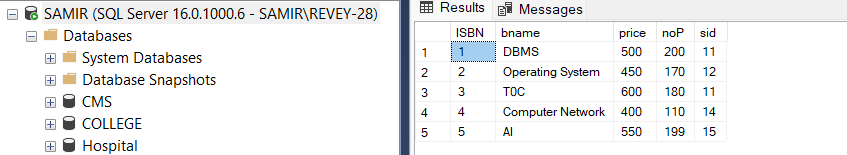 SAMIR (SQL Server 16.0.1000.6 - SAMIR\REVEY-28)
Databases
System Databases
Database Snapshots
CMS
COLLEGE
Hospital
Results Messages
ISBN bname price noP sid
1 1 DBMS 500 200 11
2 2 Operating System 450 170 12
3 3 TOC 600 180 11
4 4 Computer Network 400 110 14
5 5 AI 550 199 15